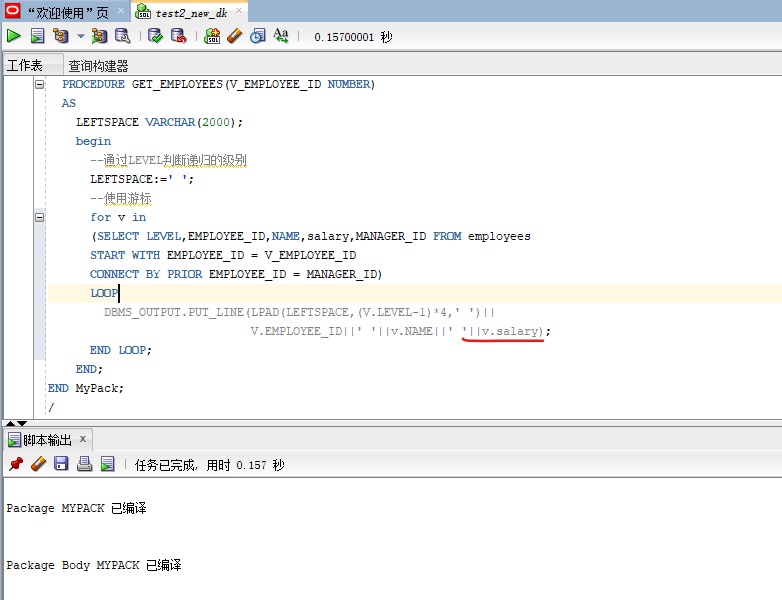 “欢迎使用”页 × test2_new_dk ×
SQL Aa 0.15700001 秒
工作表 查询构建器
PROCEDURE GET_EMPLOYEES(V_EMPLOYEE_ID NUMBER)
AS
LEFTSPACE VARCHAR(2000);
begin
--通过LEVEL判断递归的级别
LEFTSPACE:=' ';
--使用游标
for v in
(SELECT LEVEL,EMPLOYEE_ID,NAME,salary,MANAGER_ID FROM employees
START WITH EMPLOYEE_ID = V_EMPLOYEE_ID
CONNECT BY PRIOR EMPLOYEE_ID = MANAGER_ID)
LOOP
DBMS_OUTPUT.PUT_LINE(LPAD(LEFTSPACE,(V.LEVEL-1)*4,' ')||
V.EMPLOYEE_ID||' '||v.NAME||' '||v.salary);
END LOOP;
END;
END MyPack;
/
脚本输出 ×
任务已完成, 用时 0.157 秒
Package MYPACK 已编译
Package Body MYPACK 已编译